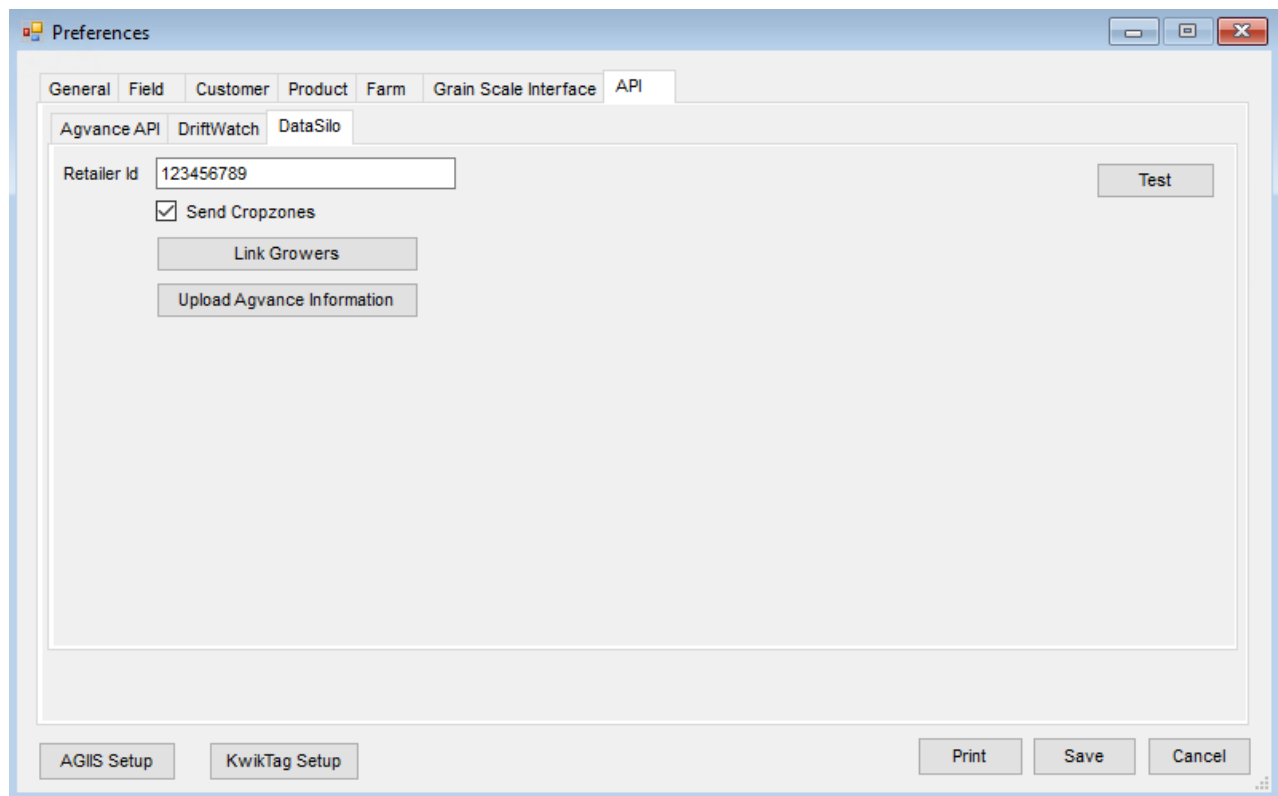 Preferences
General Field Customer Product Farm Grain Scale Interface API
Agvance API DriftWatch DataSilo
Retailer Id 123456789 Test
Send Cropzones
Link Growers
Upload Agvance Information
AGIIS Setup KwikTag Setup Print Save Cancel